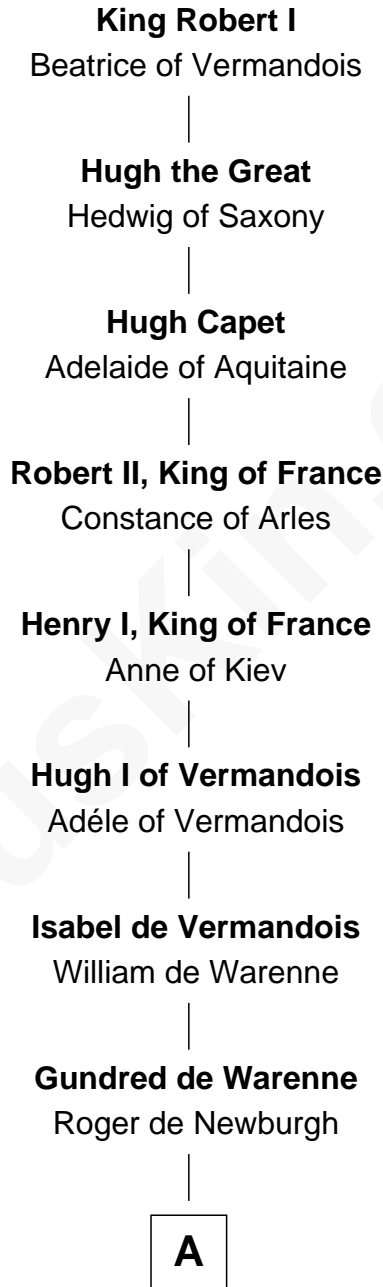 King Robert I
Beatrice of Vermandois
Hugh the Great
Hedwig of Saxony
Hugh Capet
Adelaide of Aquitaine
Robert II, King of France
Constance of Arles
Henry I, King of France
Anne of Kiev
Hugh I of Vermandois
Adéle of Vermandois
Isabel de Vermandois
William de Warenne
Gundred de Warenne
Roger de Newburgh
A